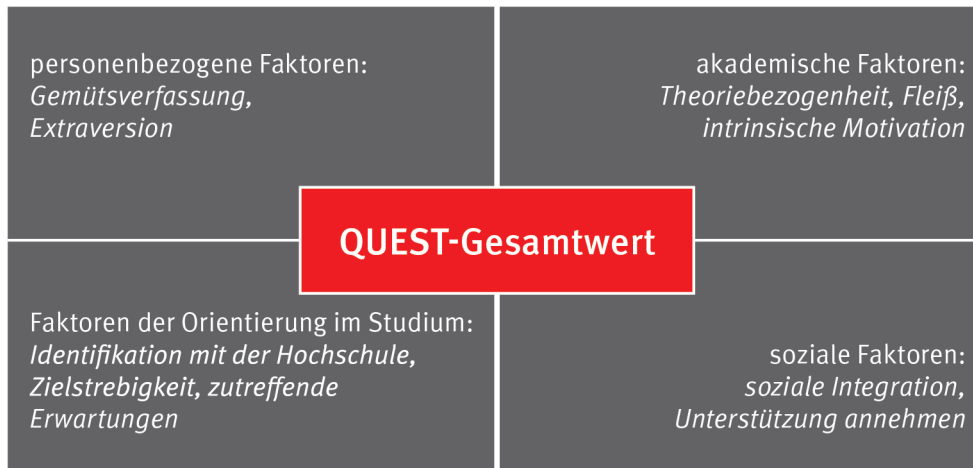 personenbezogene Faktoren:
Gemütsverfassung,
Extraversion
akademische Faktoren:
Theoriebezogenheit, Fleiß,
intrinsische Motivation
QUEST-Gesamtwert
Faktoren der Orientierung im Studium:
Identifikation mit der Hochschule,
Zielstrebigkeit, zutreffende
Erwartungen
soziale Faktoren:
soziale Integration,
Unterstützung annehmen